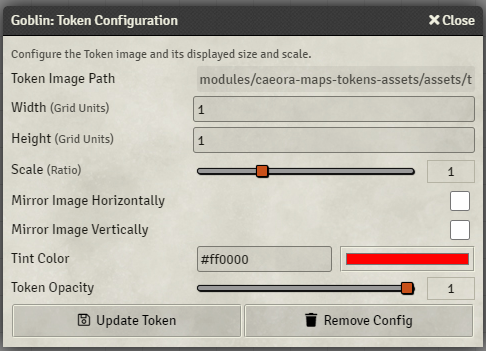 Goblin: Token Configuration
Close
Configure the Token image and its displayed size and scale.
Token Image Path modules/caeora-maps-tokens-assets/assets/t
Width (Grid Units) 1
Height (Grid Units) 1
Scale (Ratio) 1
Mirror Image Horizontally
Mirror Image Vertically
Tint Color #ff0000
Token Opacity 1
Update Token
Remove Config